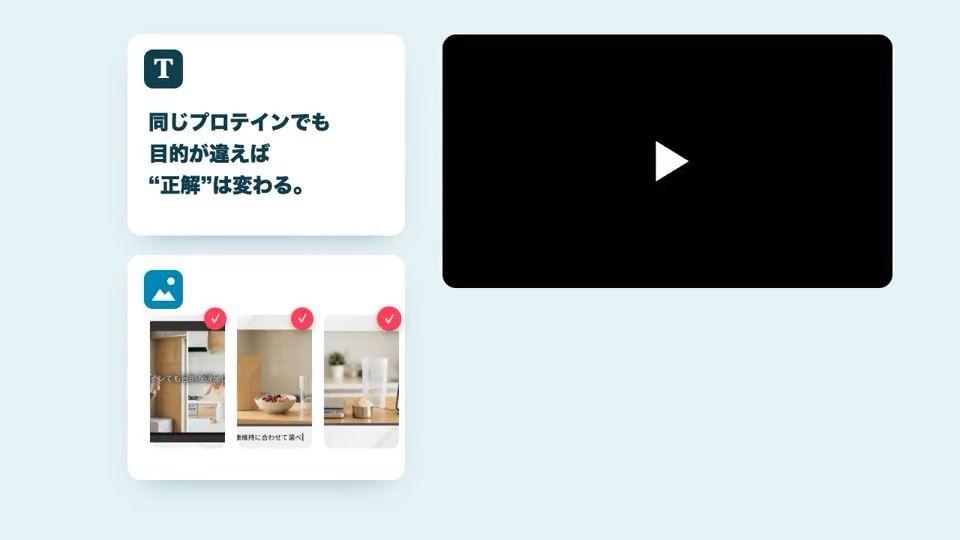 T
同じプロテインでも
目的が違えば
“正解”は変わる。
維持に合わせて選べ